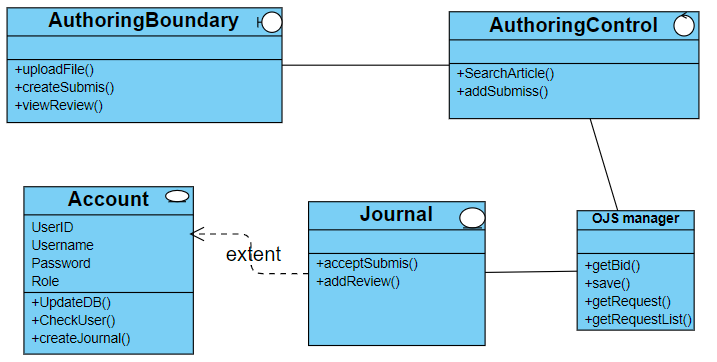 AuthoringBoundary
+uploadFile()
+createSubmis()
+viewReview()
AuthoringControl
+SearchArticle()
+addSubmiss()
Account
UserID
Username
Password
Role
+UpdateDB()
+CheckUser()
+createJournal()
extent
Journal
+acceptSubmis()
+addReview()
OJS manager
+getBid()
+save()
+getRequest()
+getRequestList()